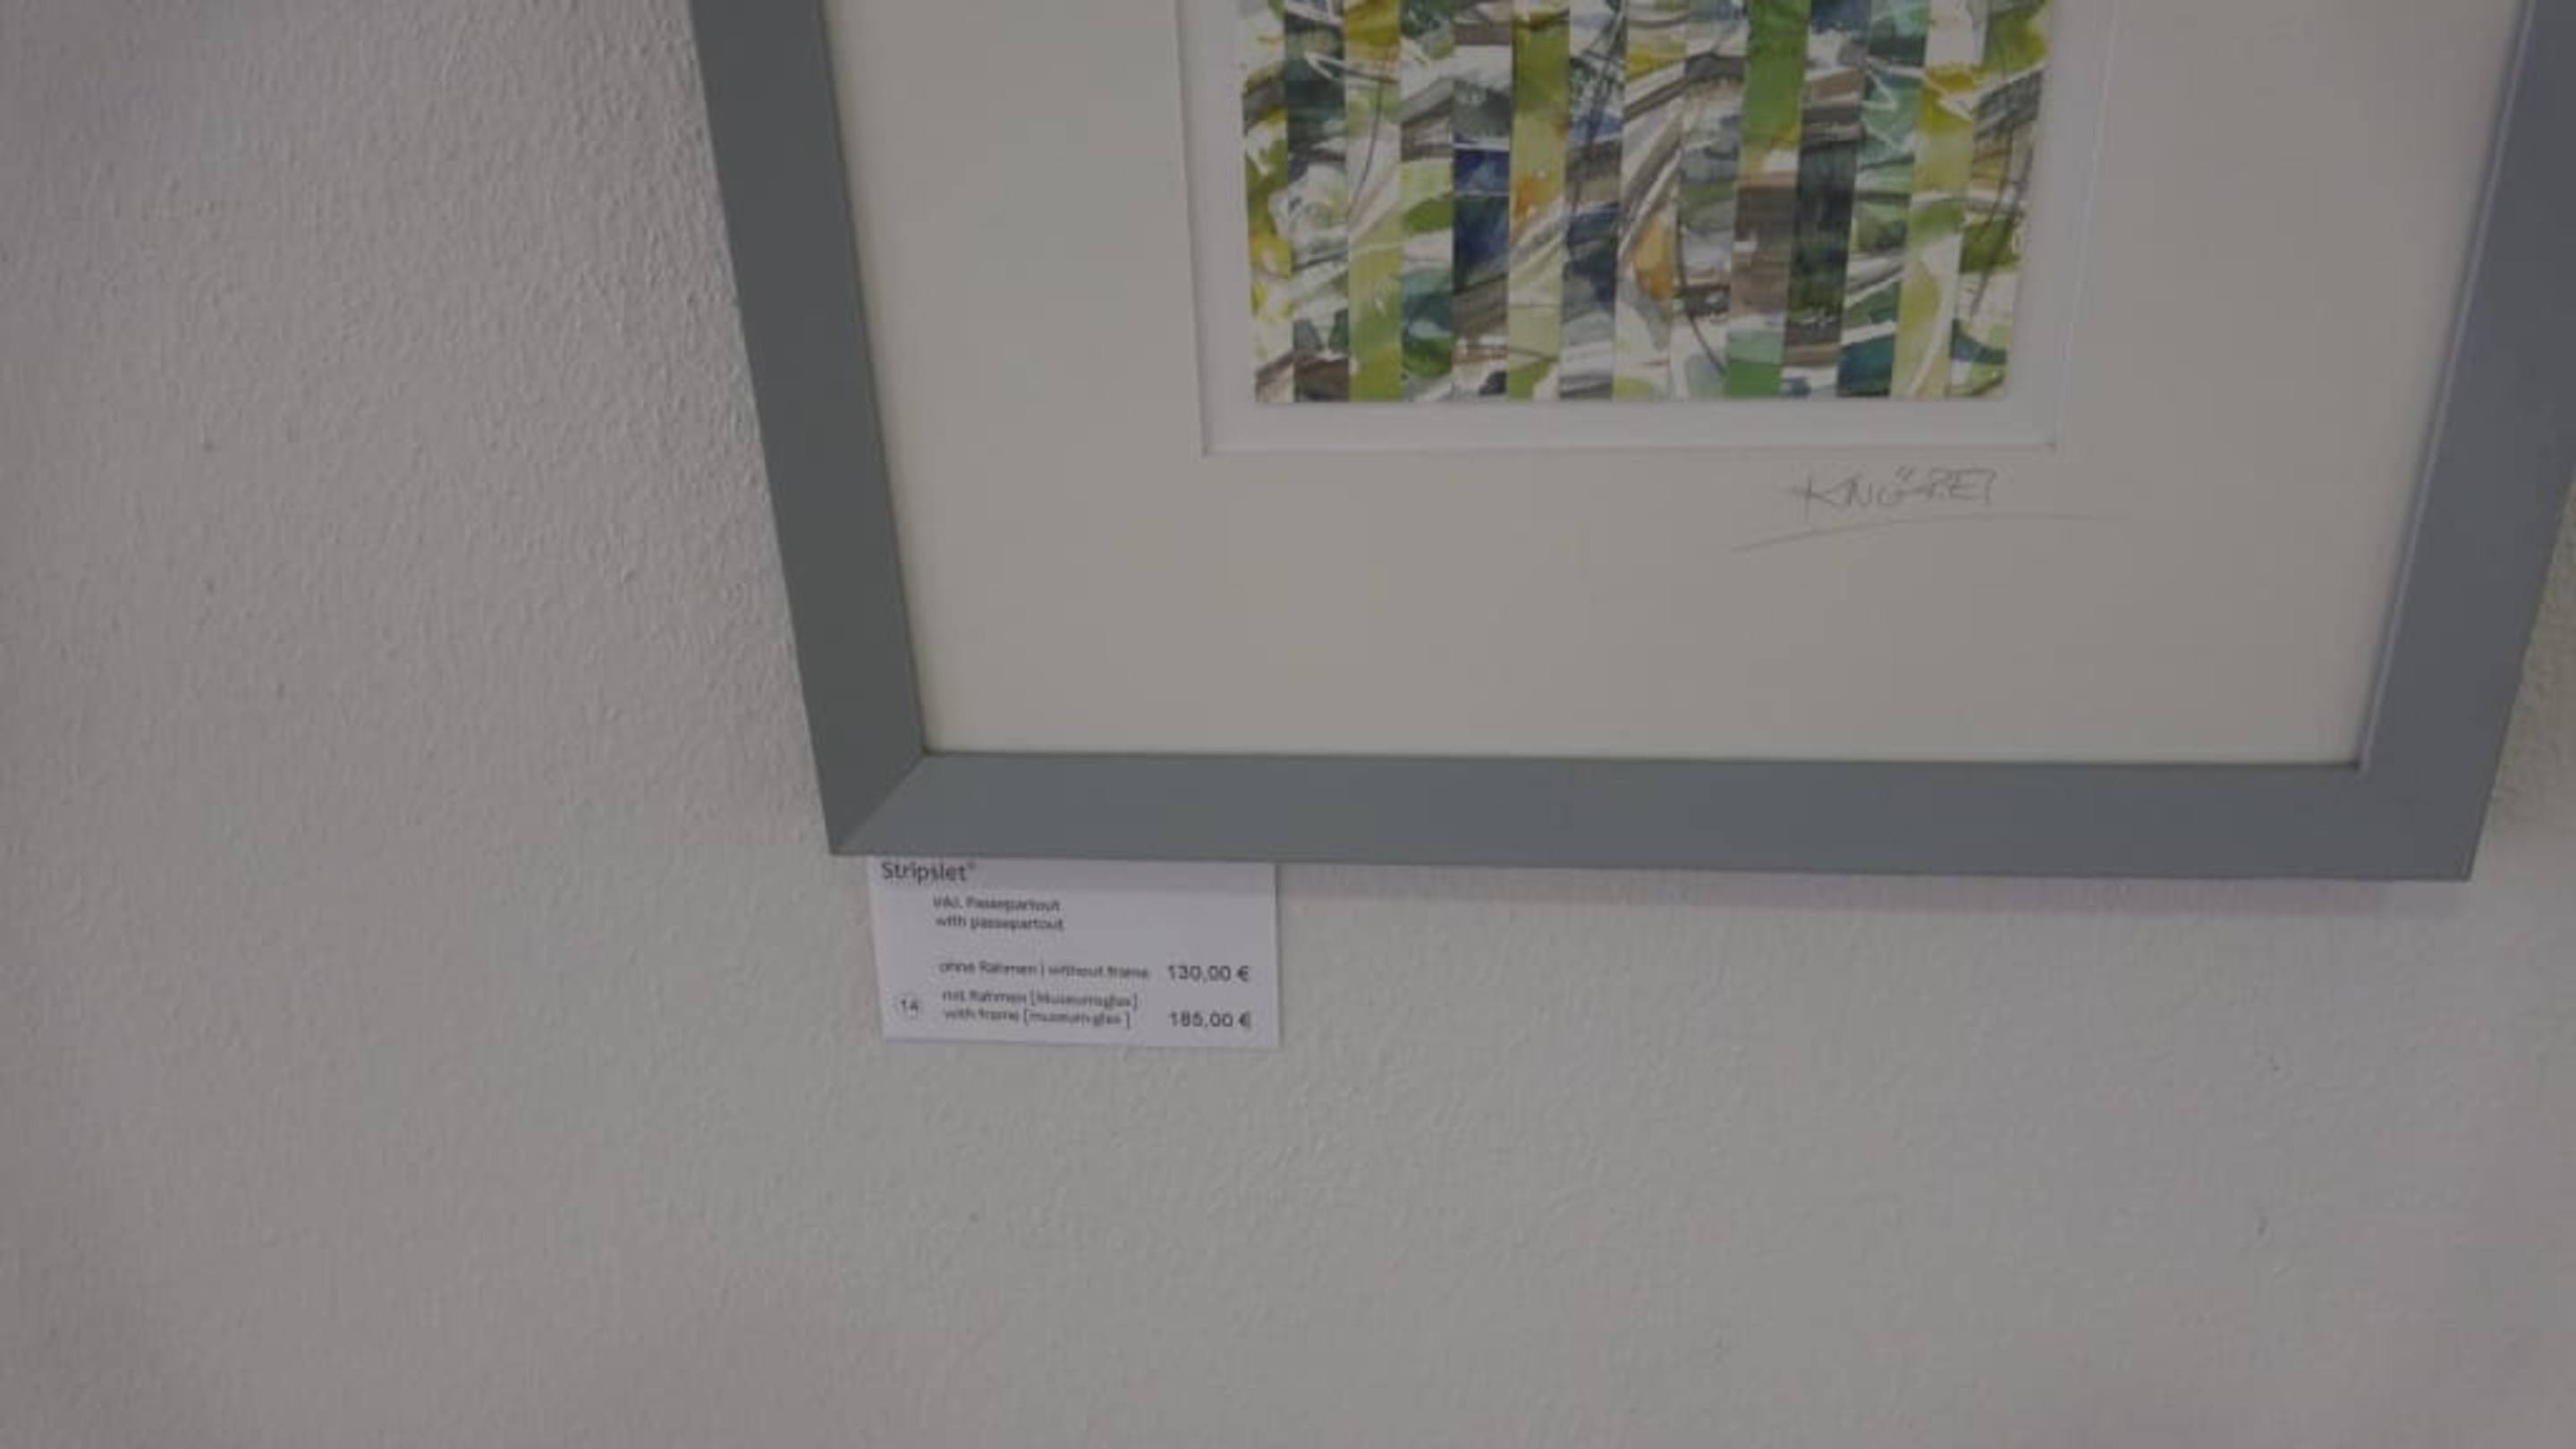 Stripslet®
inkl. Passepartout
with passepartout
ohne Rahmen | without frame 130,00 €
mit Rahmen [Museumsglas]
14 with frame [museum glas ] 185,00 €